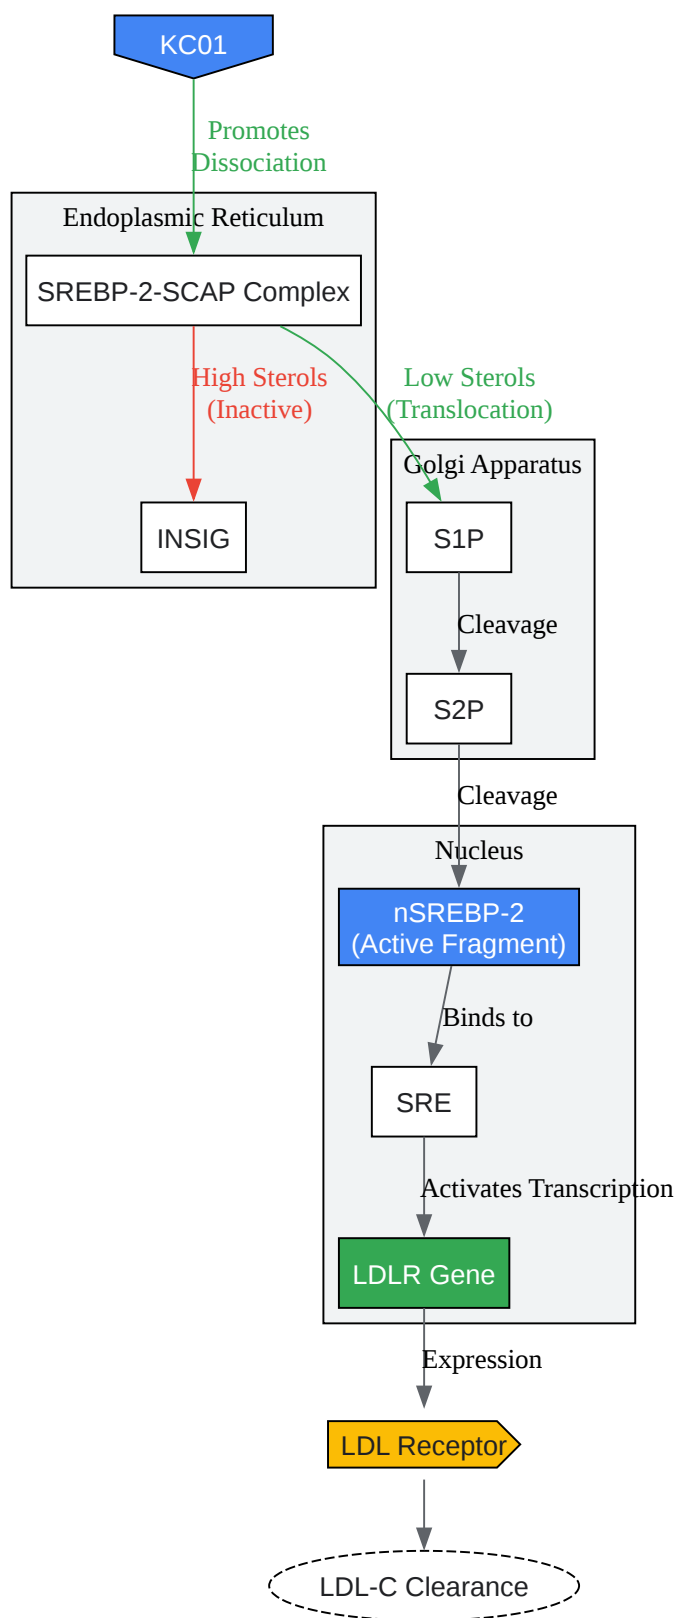 KC01
Promotes
Dissociation
Endoplasmic Reticulum
SREBP-2-SCAP Complex
High Sterols
(Inactive)
Low Sterols
(Translocation)
Golgi Apparatus
INSIG
S1P
Cleavage
S2P
Cleavage
Nucleus
nSREBP-2
(Active Fragment)
Binds to
SRE
Activates Transcription
LDLR Gene
Expression
LDL Receptor
LDL-C Clearance